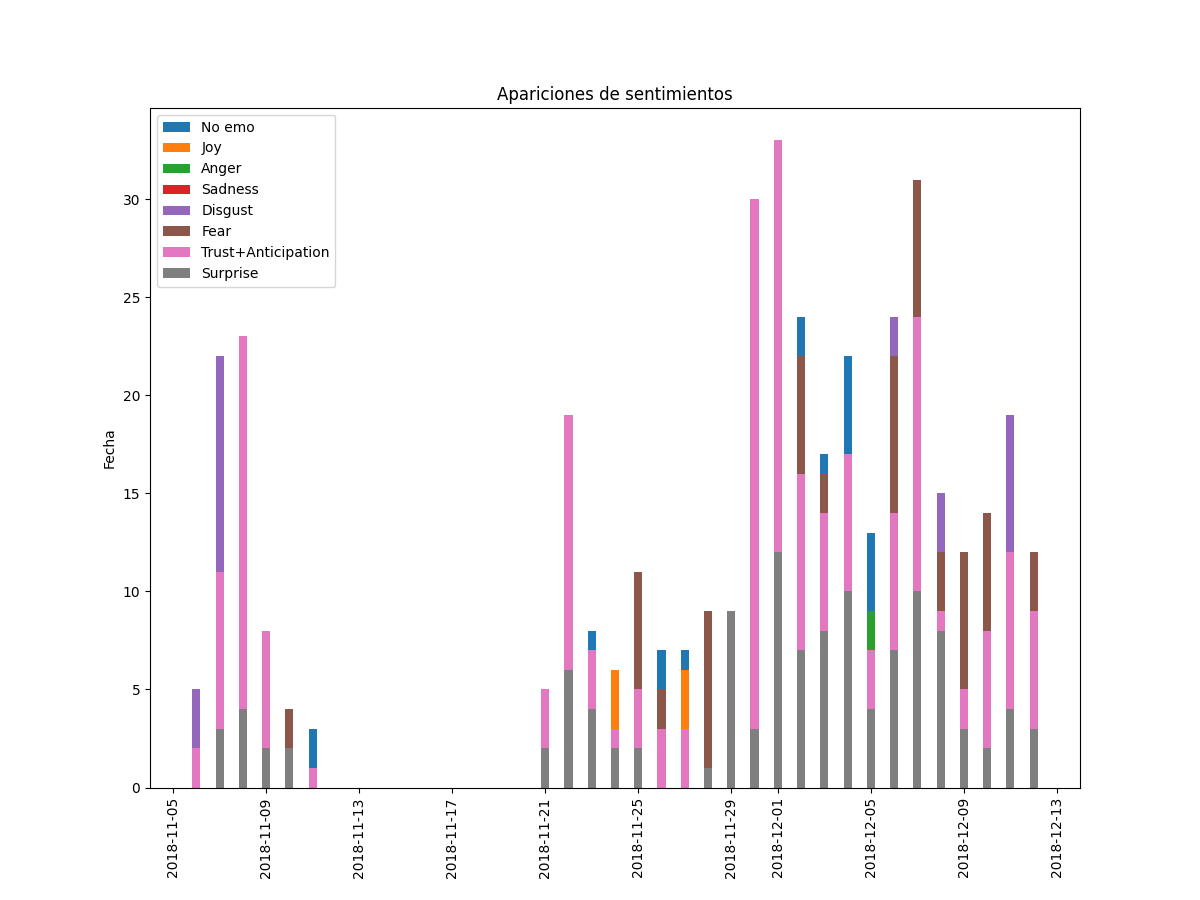 Apariciones de sentimientos
No emo
Joy
Anger
Sadness
Disgust
Fear
Trust+Anticipation
Surprise
Fecha
30
25
20
15
10
5
0
2018-11-05
2018-11-09
2018-11-13
2018-11-17
2018-11-21
2018-11-25
2018-11-29
2018-12-01
2018-12-05
2018-12-09
2018-12-13